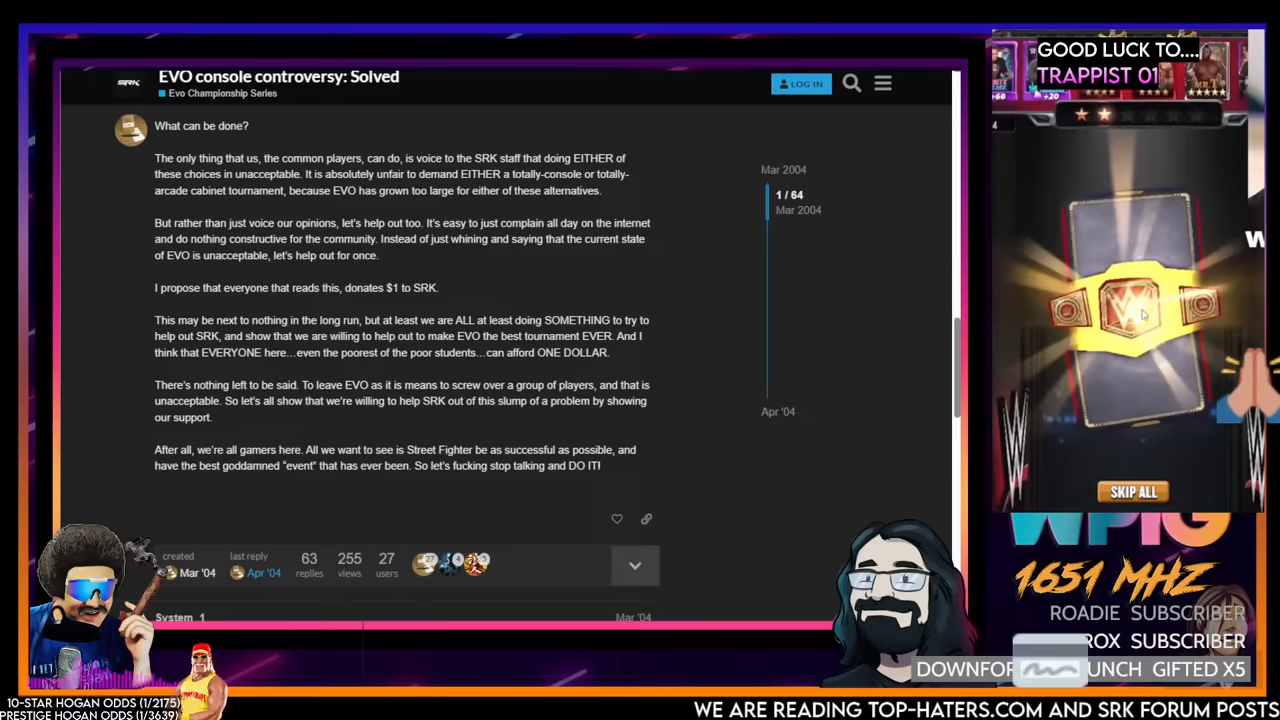 EVO console controversy: Solved
SRK
Evo Championship Series
LOG IN
What can be done?
The only thing that us, the common players, can do, is voice to the SRK staff that doing EITHER of
these choices in unacceptable. It is absolutely unfair to demand EITHER a totally-console or totally-
arcade cabinet tournament, because EVO has grown too large for either of these alternatives.
But rather than just voice our opinions, let's help out too. It's easy to just complain all day on the internet
and do nothing constructive for the community. Instead of just whining and saying that the current state
of EVO is unacceptable, let's help out for once.
I propose that everyone that reads this, donates $1 to SRK.
This may be next to nothing in the long run, but at least we are ALL at least doing SOMETHING to try to
help out SRK, and show that we are willing to help out to make EVO the best tournament EVER. And I
think that EVERYONE here…even the poorest of the poor students…can afford ONE DOLLAR.
There's nothing left to be said. To leave EVO as it is means to screw over a group of players, and that is
unacceptable. So let's all show that we're willing to help SRK out of this slump of a problem by showing
our support.
After all, we're all gamers here. All we want to see is Street Fighter be as successful as possible, and
have the best goddamned “event” that has ever been. So let's fucking stop talking and DO IT!
Mar 2004
1 / 64
Mar 2004
Apr '04
created
Mar '04
last reply
Apr '04
63
replies
255
views
27
users
27
4
System_1
Mar '04
GOOD LUCK TO....
TRAPPIST 01
+60
+20
W
SKIP ALL
WPIG
1651 MHZ
ROADIE SUBSCRIBER
ROX SUBSCRIBER
DOWNFOR UNCH GIFTED X5
10-STAR HOGAN ODDS (1/2175)
PRESTIGE HOGAN ODDS (1/3639)
WE ARE READING TOP-HATERS.COM AND SRK FORUM POSTS